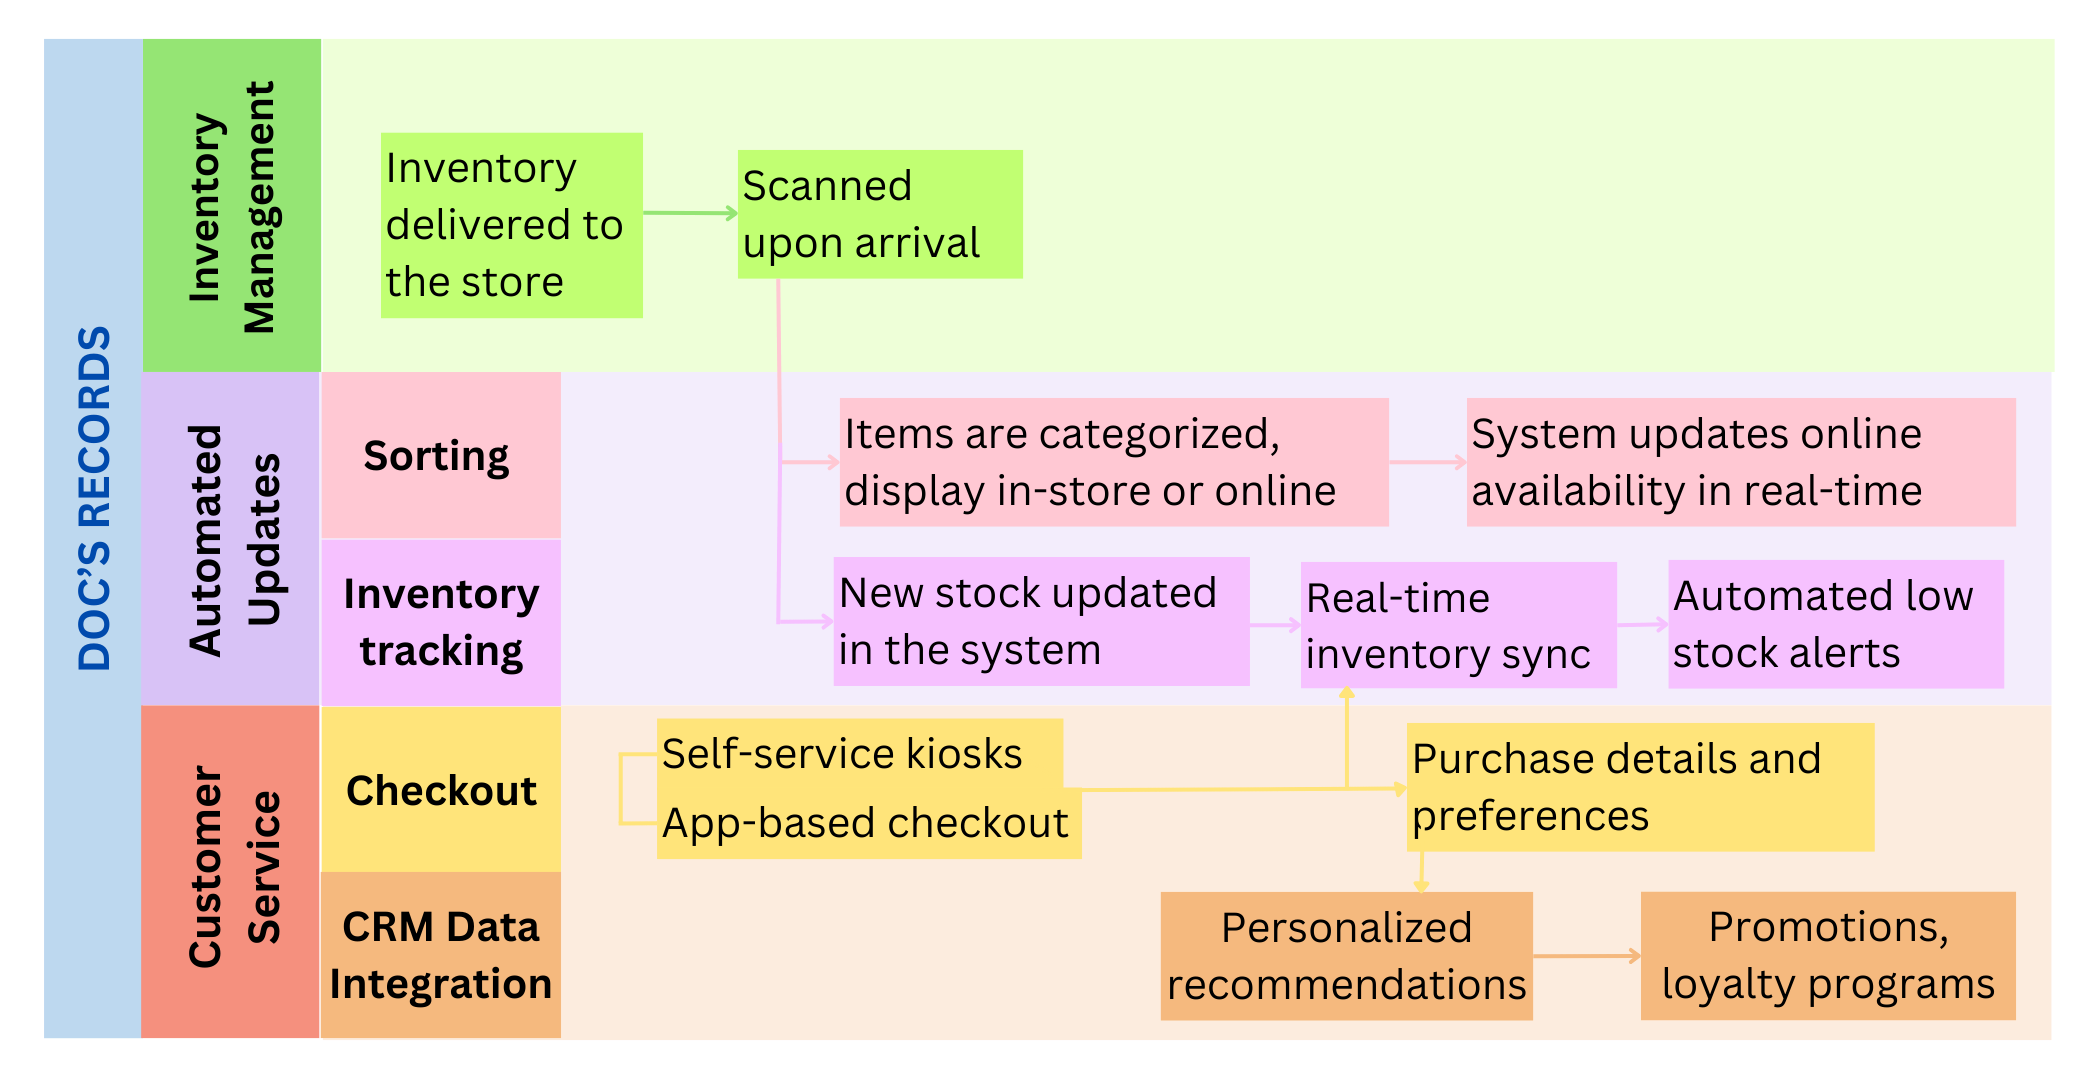 DOC'S RECORDS
Inventory
Management
Inventory
delivered to
the store
Scanned
upon arrival
Automated
Updates
Sorting
Items are categorized,
display in-store or online
System updates online
availability in real-time
Inventory
tracking
New stock updated
in the system
Real-time
inventory sync
Automated low
stock alerts
Customer
Service
Checkout
Self-service kiosks
App-based checkout
Purchase details and
preferences
CRM Data
Integration
Personalized
recommendations
Promotions,
loyalty programs